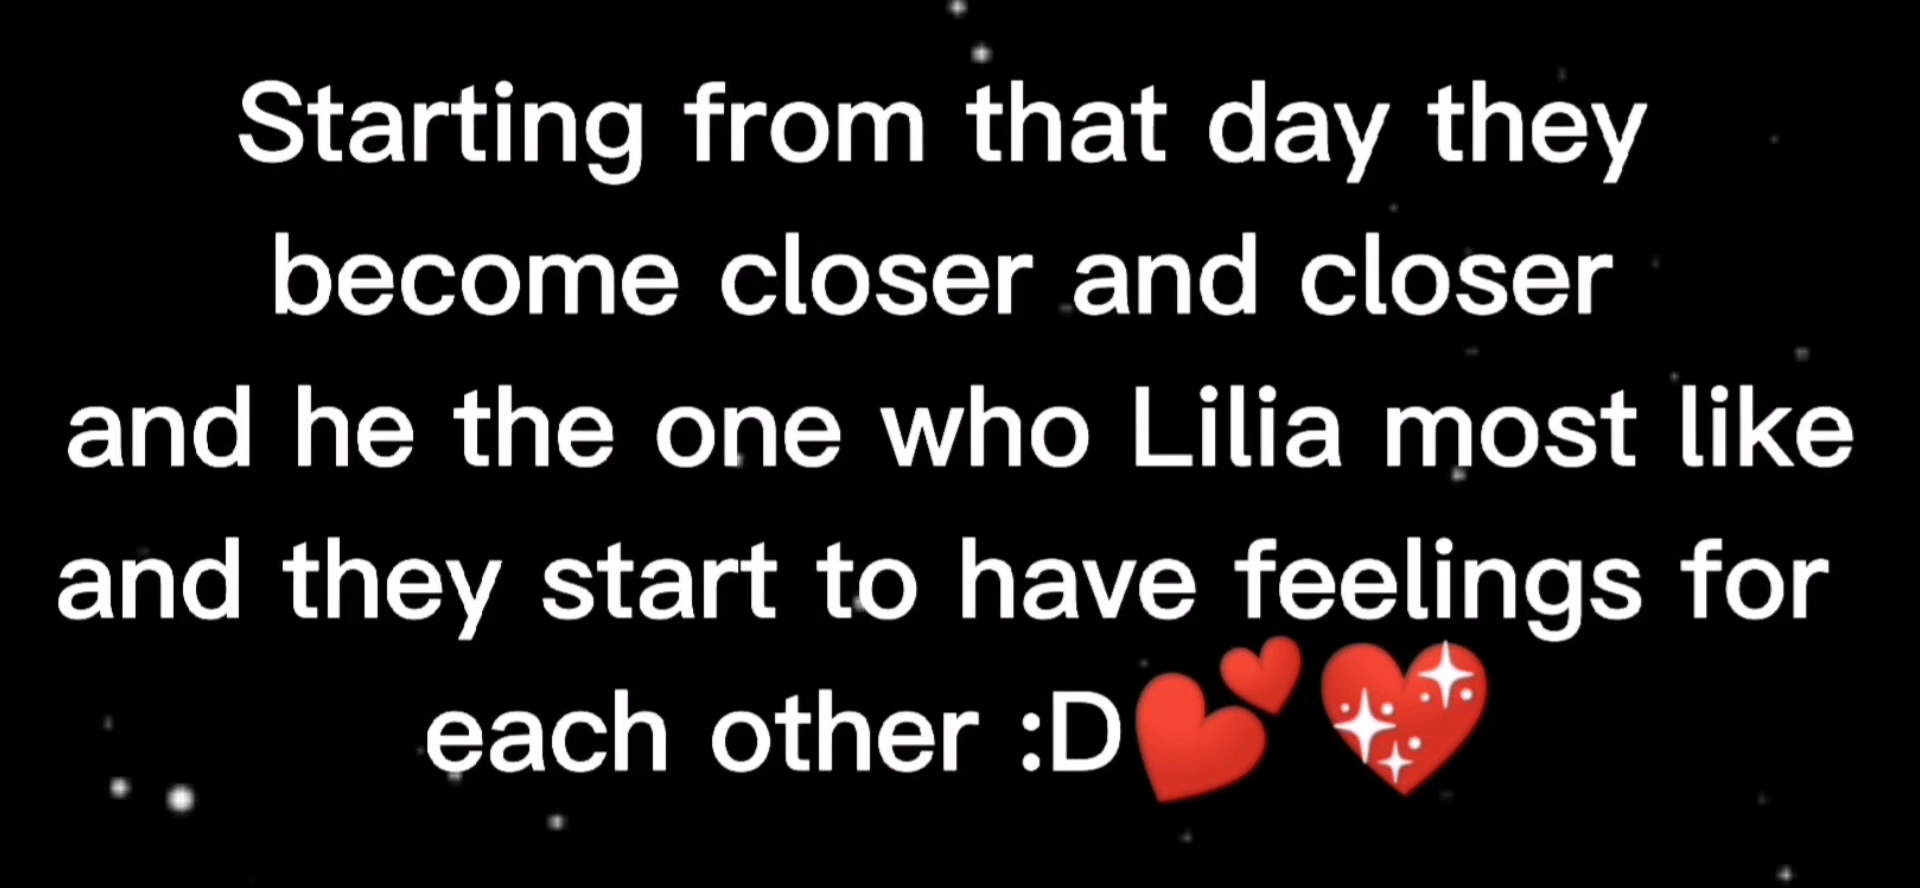 Starting from that day they
become closer and closer
and he the one who Lilia most like
and they start to have feelings for
each other :D💕💖